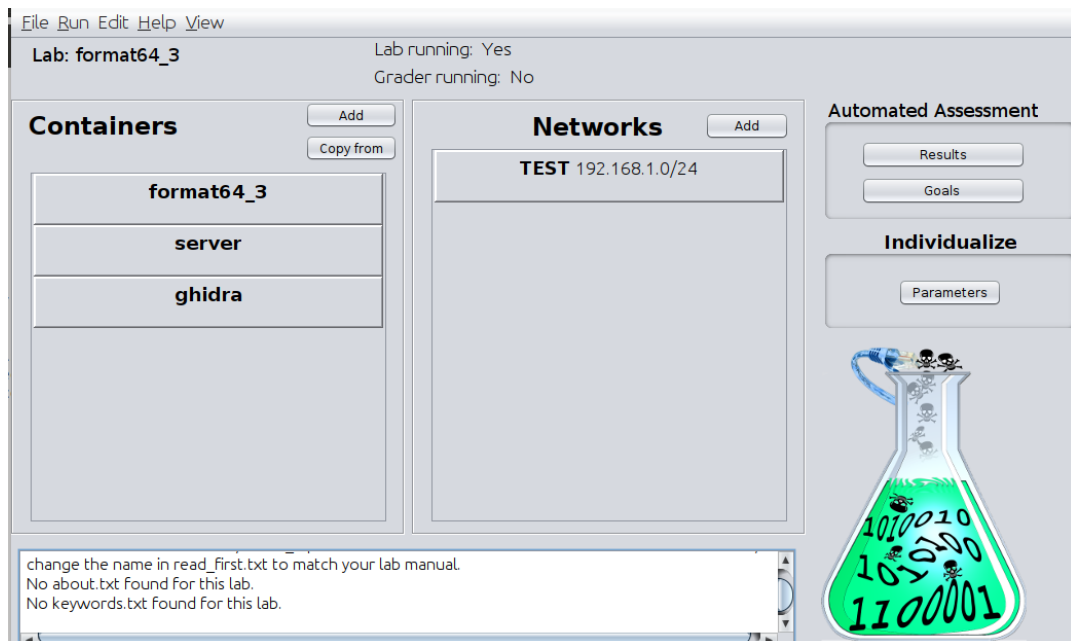 File Run Edit Help View
Lab: format64_3
Lab running: Yes
Grader running: No
Containers
Add
Copy from
format64_3
server
ghidra
Networks
Add
TEST 192.168.1.0/24
Automated Assessment
Results
Goals
Individualize
Parameters
change the name in read_first.txt to match your lab manual.
No about.txt found for this lab.
No keywords.txt found for this lab.
1010010
1010100
1100001